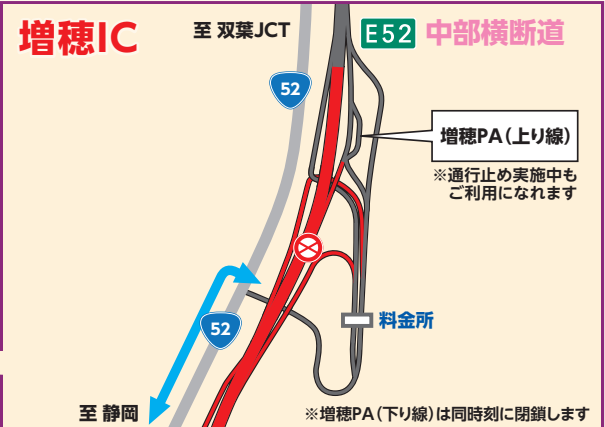 増穂IC
至 双葉JCT
E52 中部横断道
52
増穂PA(上り線)
※通行止め実施中も
ご利用になれます
料金所
52
至 静岡
※増穂PA(下り線)は同時刻に閉鎖します